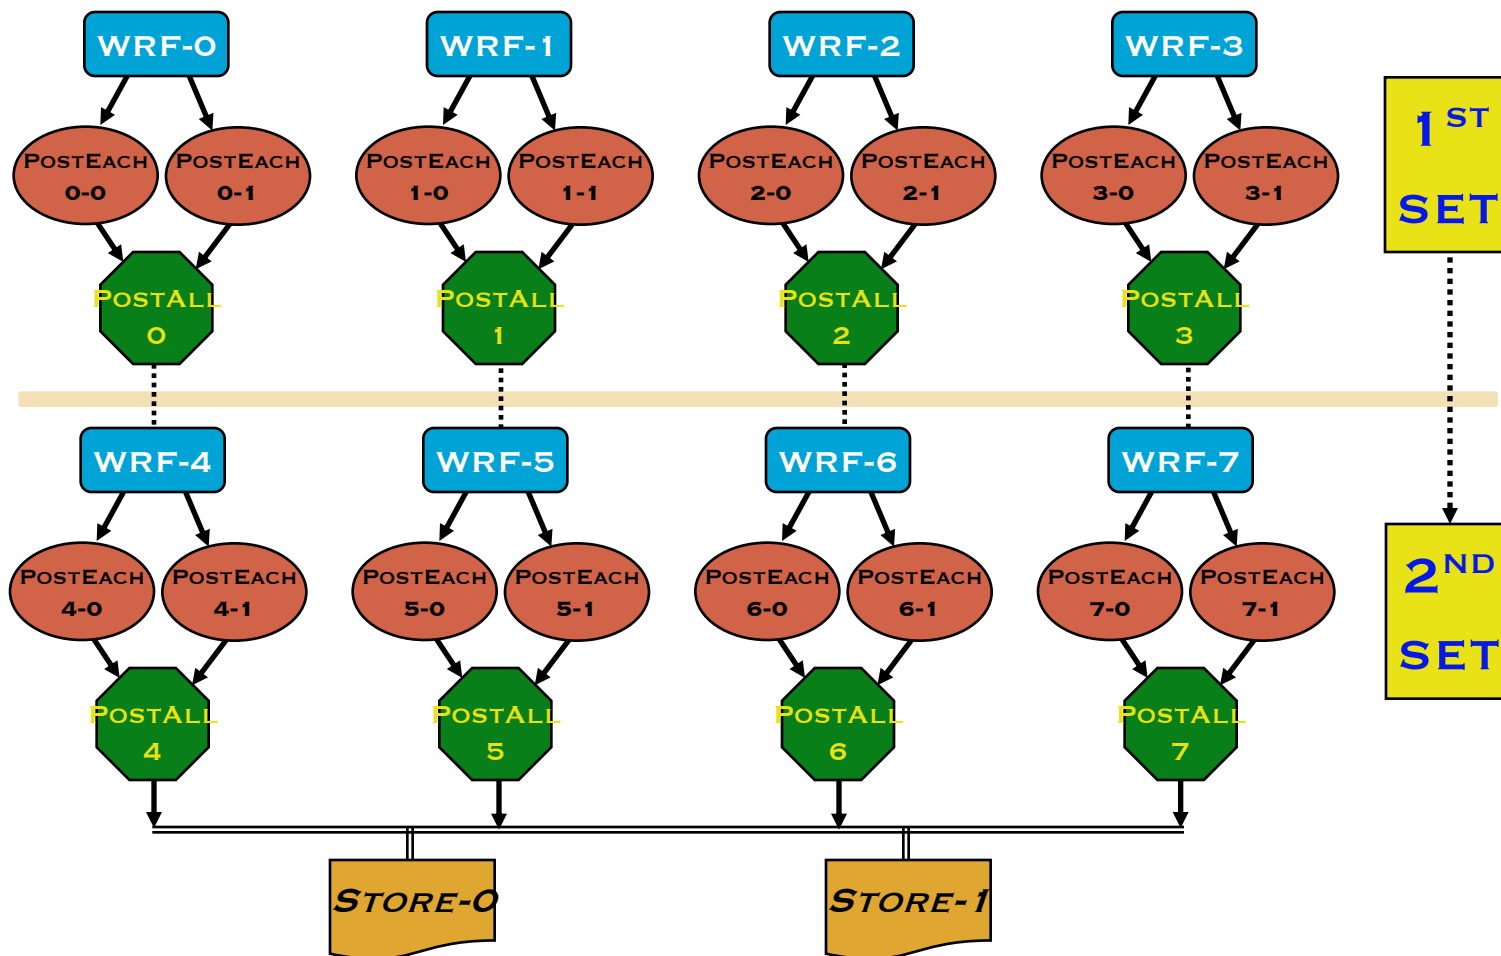 WRF-0
WRF-1
WRF-2
WRF-3
1ST
SET
PostEach
0-0
PostEach
0-1
PostEach
1-0
PostEach
1-1
PostEach
2-0
PostEach
2-1
PostEach
3-0
PostEach
3-1
PostAll
0
PostAll
1
PostAll
2
PostAll
3
WRF-4
WRF-5
WRF-6
WRF-7
2ND
SET
PostEach
4-0
PostEach
4-1
PostEach
5-0
PostEach
5-1
PostEach
6-0
PostEach
6-1
PostEach
7-0
PostEach
7-1
PostAll
4
PostAll
5
PostAll
6
PostAll
7
Store-0
Store-1